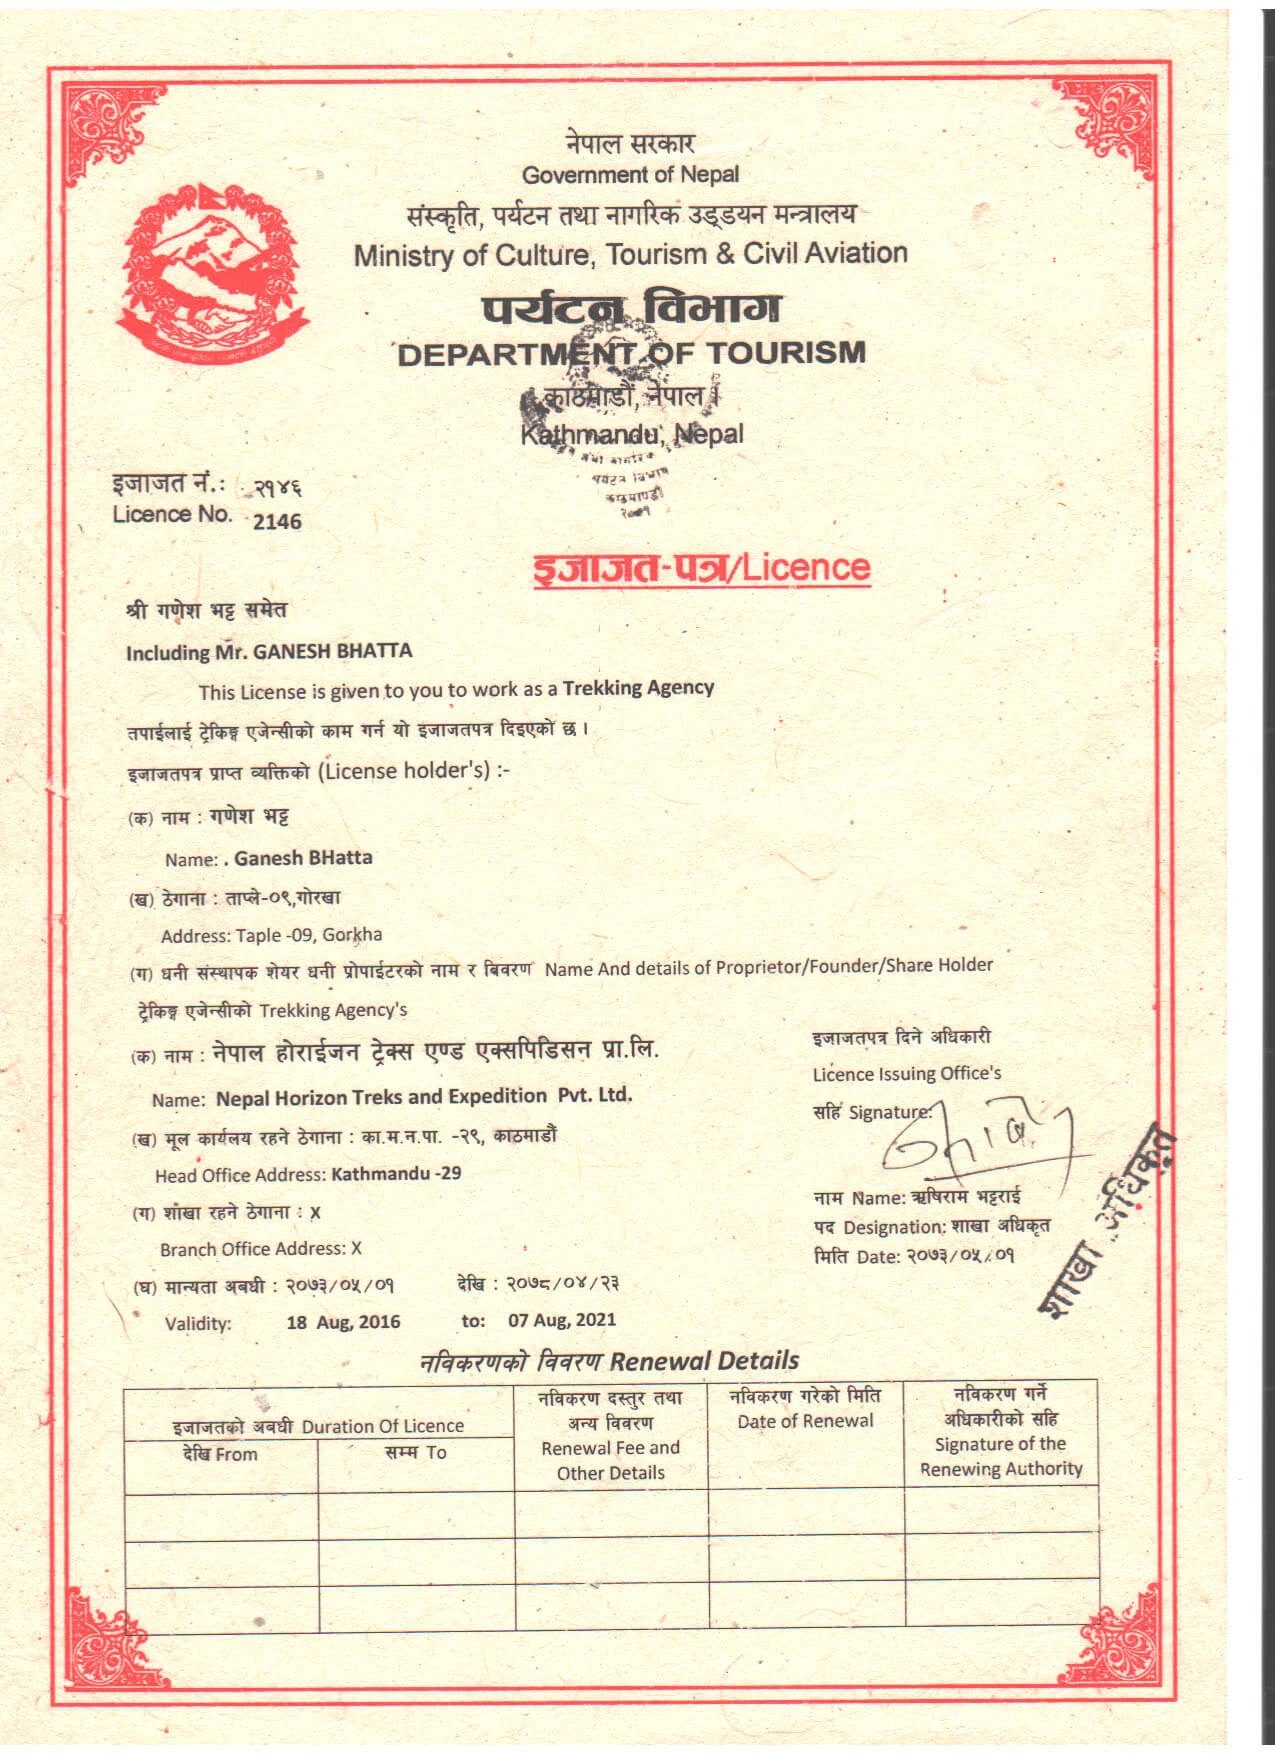 नेपाल सरकार
Government of Nepal
संस्कृति, पर्यटन तथा नागरिक उड्डयन मन्त्रालय
Ministry of Culture, Tourism & Civil Aviation
पर्यटन विभाग
DEPARTMENT OF TOURISM
काठमाडौं, नेपाल ।
Kathmandu, Nepal
पर्यटन विभाग
इजाजत नं.: २१४६
Licence No. 2146
इजाजत-पत्र/Licence
श्री गणेश भट्ट समेत
Including Mr. GANESH BHATTA
This License is given to you to work as a Trekking Agency
तपाईलाई ट्रेकिङ्ग एजेन्सीको काम गर्न यो इजाजतपत्र दिइएको छ ।
इजाजतपत्र प्राप्त व्यक्तिको (License holder's) :-
(क) नाम : गणेश भट्ट
Name: . Ganesh BHatta
(ख) ठेगाना : ताप्ले-०९,गोरखा
Address: Taple -09, Gorkha
(ग) धनी संस्थापक शेयर धनी प्रोपाईटरको नाम र बिवरण Name And details of Proprietor/Founder/Share Holder
ट्रेकिङ्ग एजेन्सीको Trekking Agency's
(क) नाम : नेपाल होराईजन ट्रेक्स एण्ड एक्सपिडिसन प्रा.लि.
Name: Nepal Horizon Treks and Expedition Pvt. Ltd.
(ख) मूल कार्यलय रहने ठेगाना : का.म.न.पा. -२९, काठमाडौं
Head Office Address: Kathmandu -29
(ग) शाखा रहने ठेगाना : X
Branch Office Address: X
(घ) मान्यता अबधी : २०७३/०५/०१ देखि : २०७८/०४/२३
Validity: 18 Aug, 2016 to: 07 Aug, 2021
इजाजतपत्र दिने अधिकारी
Licence Issuing Office's
सहि Signature:
नाम Name: ऋषिराम भट्टराई
पद Designation: शाखा अधिकृत
मिति Date: २०७३/०५/०१
शाखा अधिकृत
नविकरणको विवरण Renewal Details
इजाजतको अबधी Duration Of Licence
देखि From
सम्म To
नविकरण दस्तुर तथा
अन्य विवरण
Renewal Fee and
Other Details
नविकरण गरेको मिति
Date of Renewal
नविकरण गर्ने
अधिकारीको सहि
Signature of the
Renewing Authority